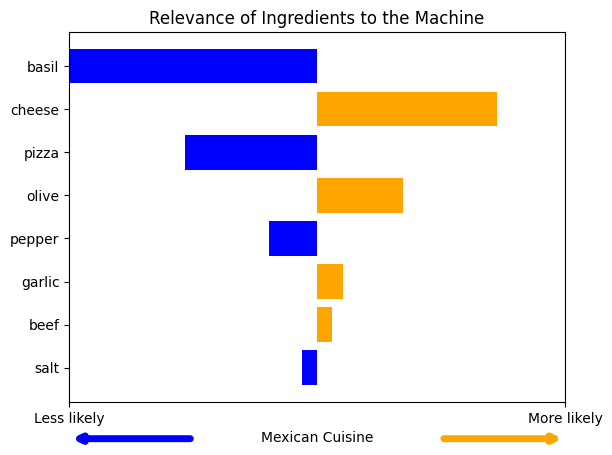 Relevance of Ingredients to the Machine
basil
cheese
pizza
olive
pepper
garlic
beef
salt
Less likely
More likely
Mexican Cuisine